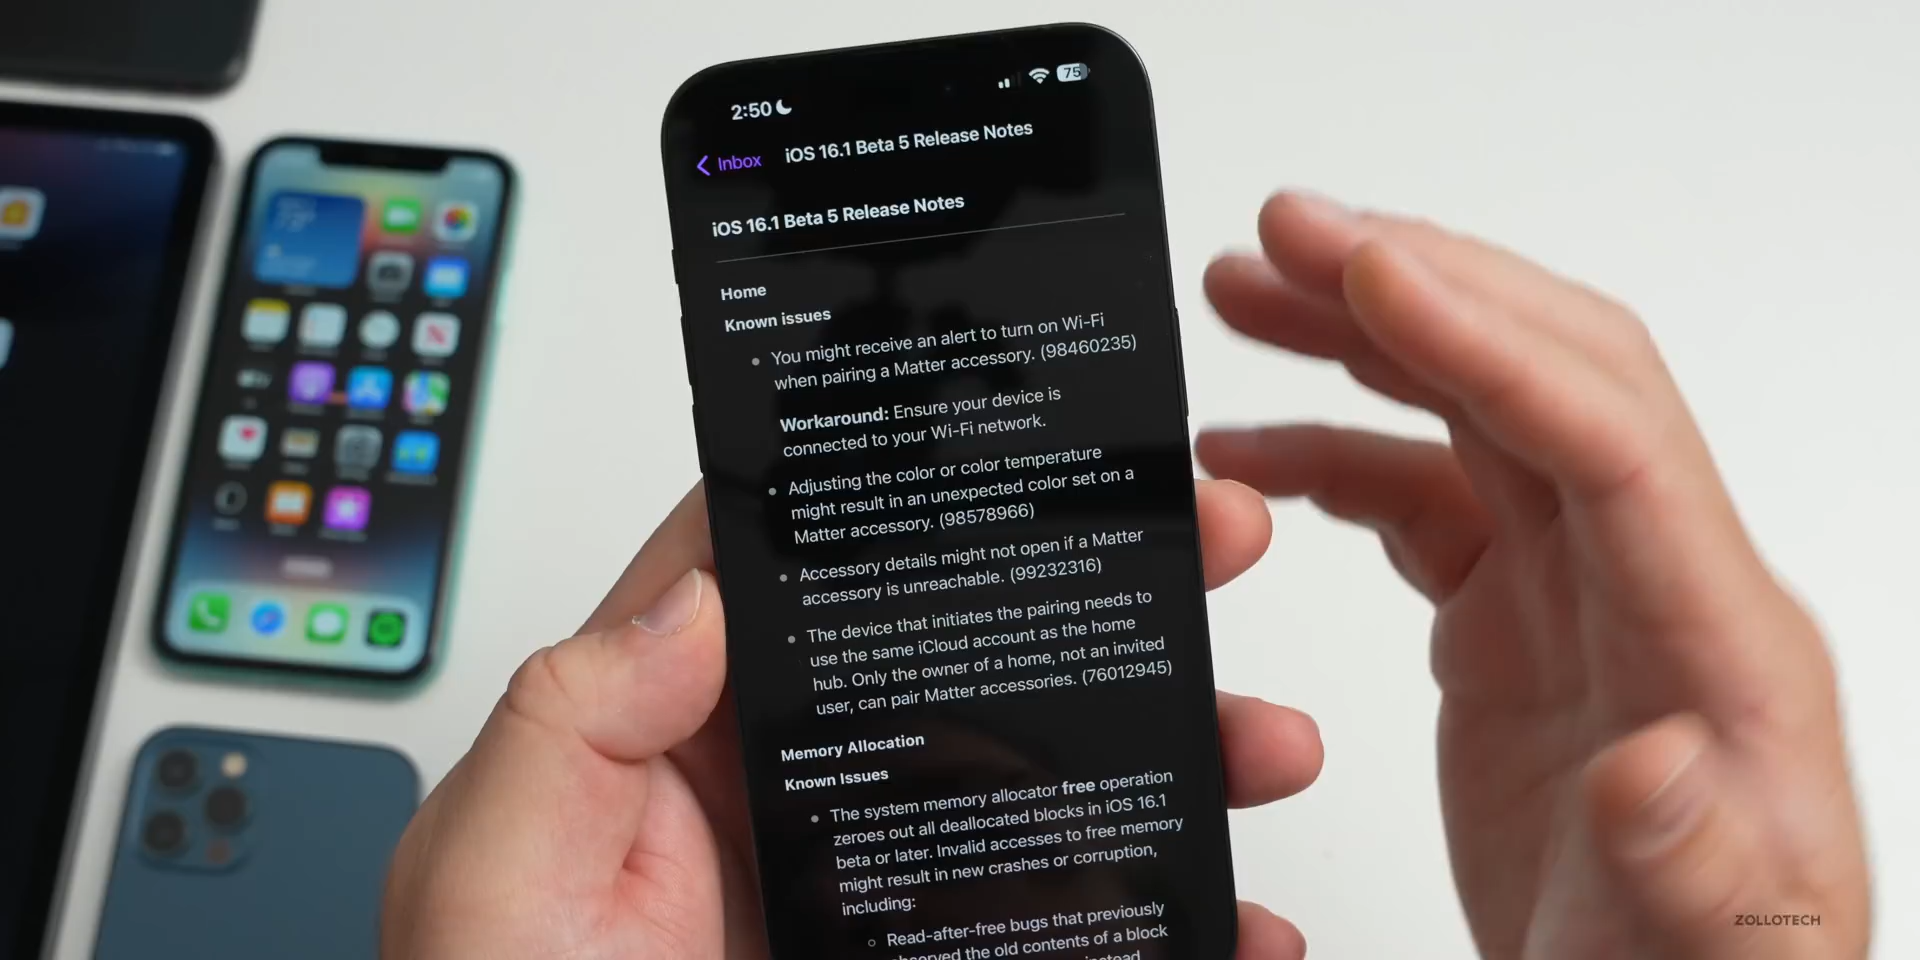 2:50
75
Inbox
iOS 16.1 Beta 5 Release Notes
iOS 16.1 Beta 5 Release Notes
Home
Known issues
You might receive an alert to turn on Wi-Fi
when pairing a Matter accessory. (98460235)
Workaround: Ensure your device is
connected to your Wi-Fi network.
Adjusting the color or color temperature
might result in an unexpected color set on a
Matter accessory. (98578966)
Accessory details might not open if a Matter
accessory is unreachable. (99232316)
The device that initiates the pairing needs to
use the same iCloud account as the home
hub. Only the owner of a home, not an invited
user, can pair Matter accessories. (76012945)
Memory Allocation
Known Issues
The system memory allocator free operation
zeroes out all deallocated blocks in iOS 16.1
beta or later. Invalid accesses to free memory
might result in new crashes or corruption,
including:
Read-after-free bugs that previously
observed the old contents of a block
instead
ZOLLOTECH